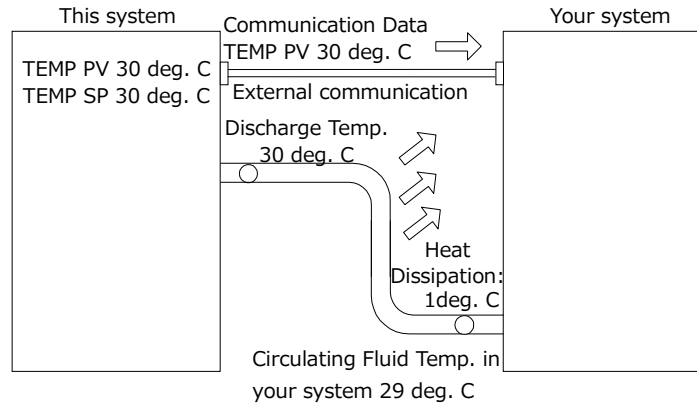 This system
Communication Data
Your system
TEMP PV 30 deg. C
TEMP PV 30 deg. C
TEMP SP 30 deg. C
External communication
Discharge Temp.
30 deg. C
Heat
Dissipation:
1deg. C
Circulating Fluid Temp. in
your system 29 deg. C